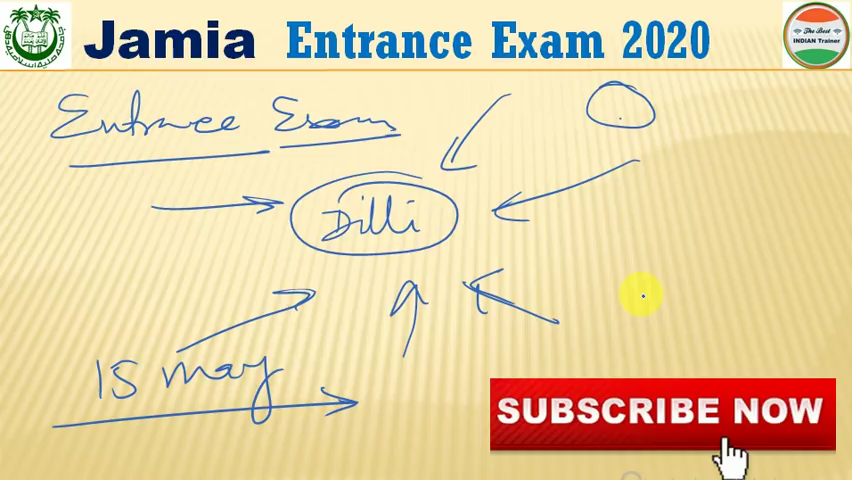 Jamia Entrance Exam 2020
The Best
INDIAN Trainer
Entrance Exam
Dilli
15 may
SUBSCRIBE NOW